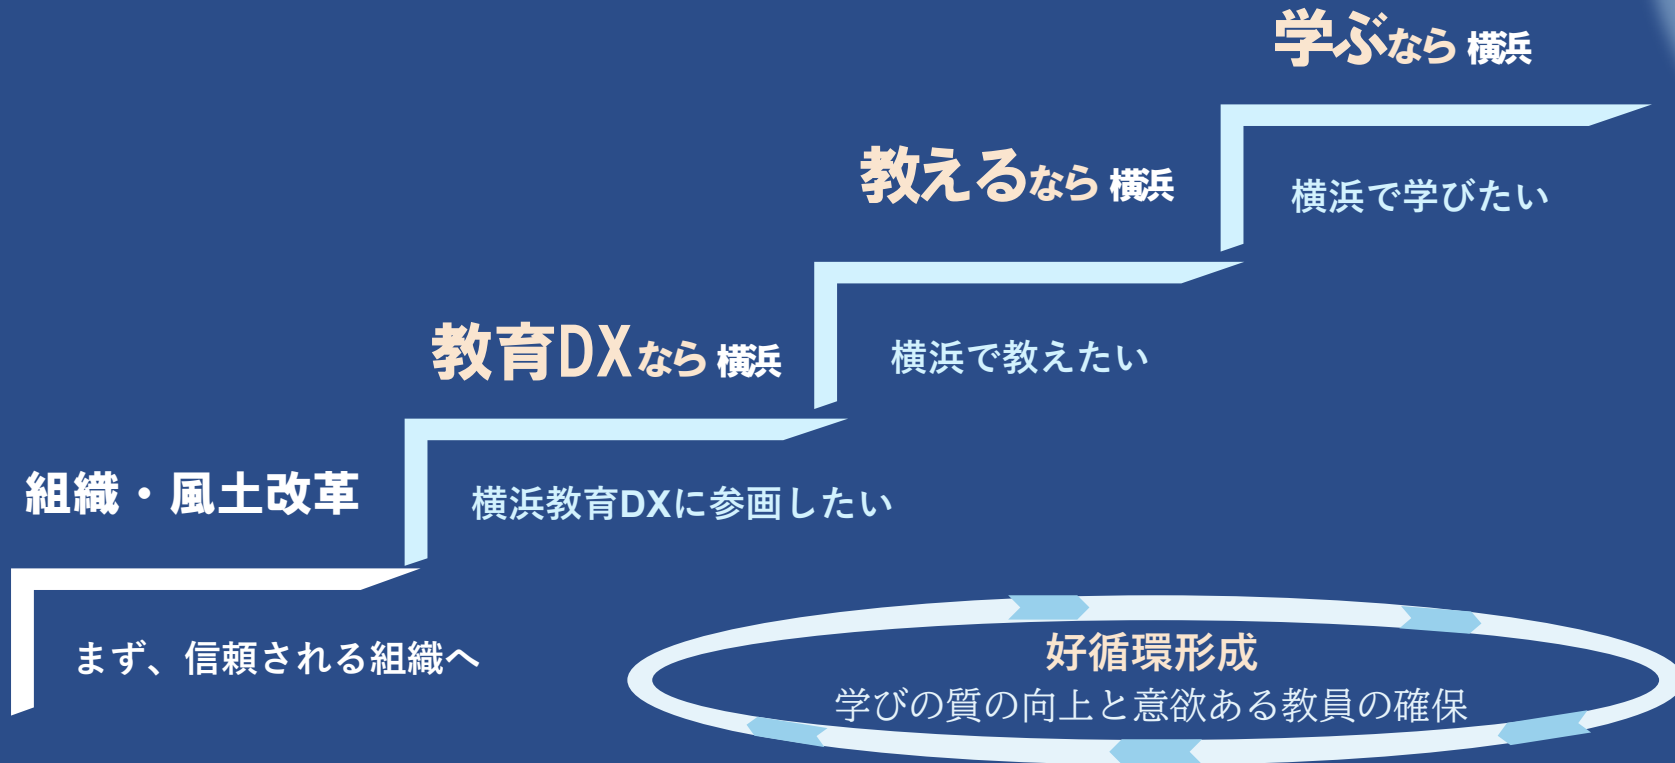 学ぶなら 横浜
横浜で学びたい
教えるなら 横浜
横浜で教えたい
教育DXなら 横浜
横浜教育DXに参画したい
組織・風土改革
まず、信頼される組織へ
好循環形成
学びの質の向上と意欲ある教員の確保